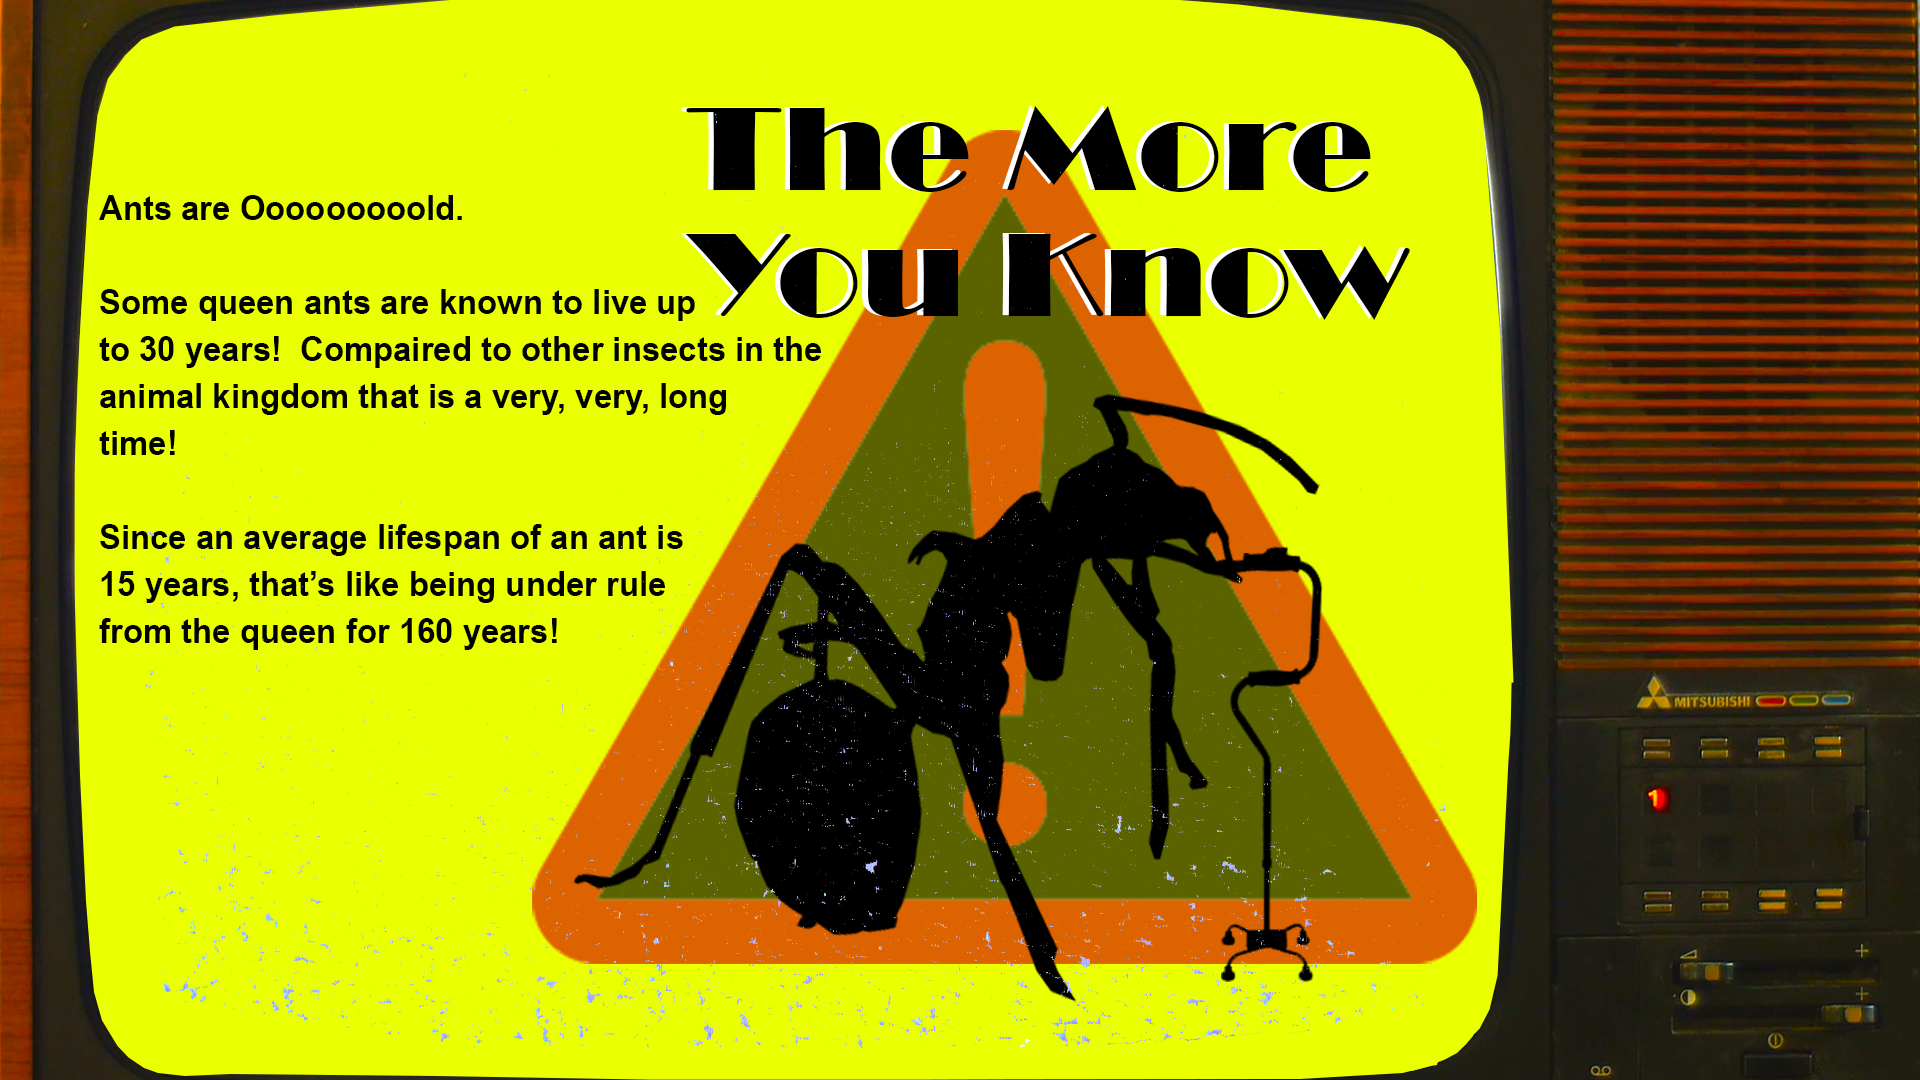 The More
You Know
Ants are Ooooooooold.
Some queen ants are known to live up
to 30 years!  Compaired to other insects in the
animal kingdom that is a very, very, long
time!
Since an average lifespan of an ant is
15 years, that’s like being under rule
from the queen for 160 years!
MITSUBISHI
1